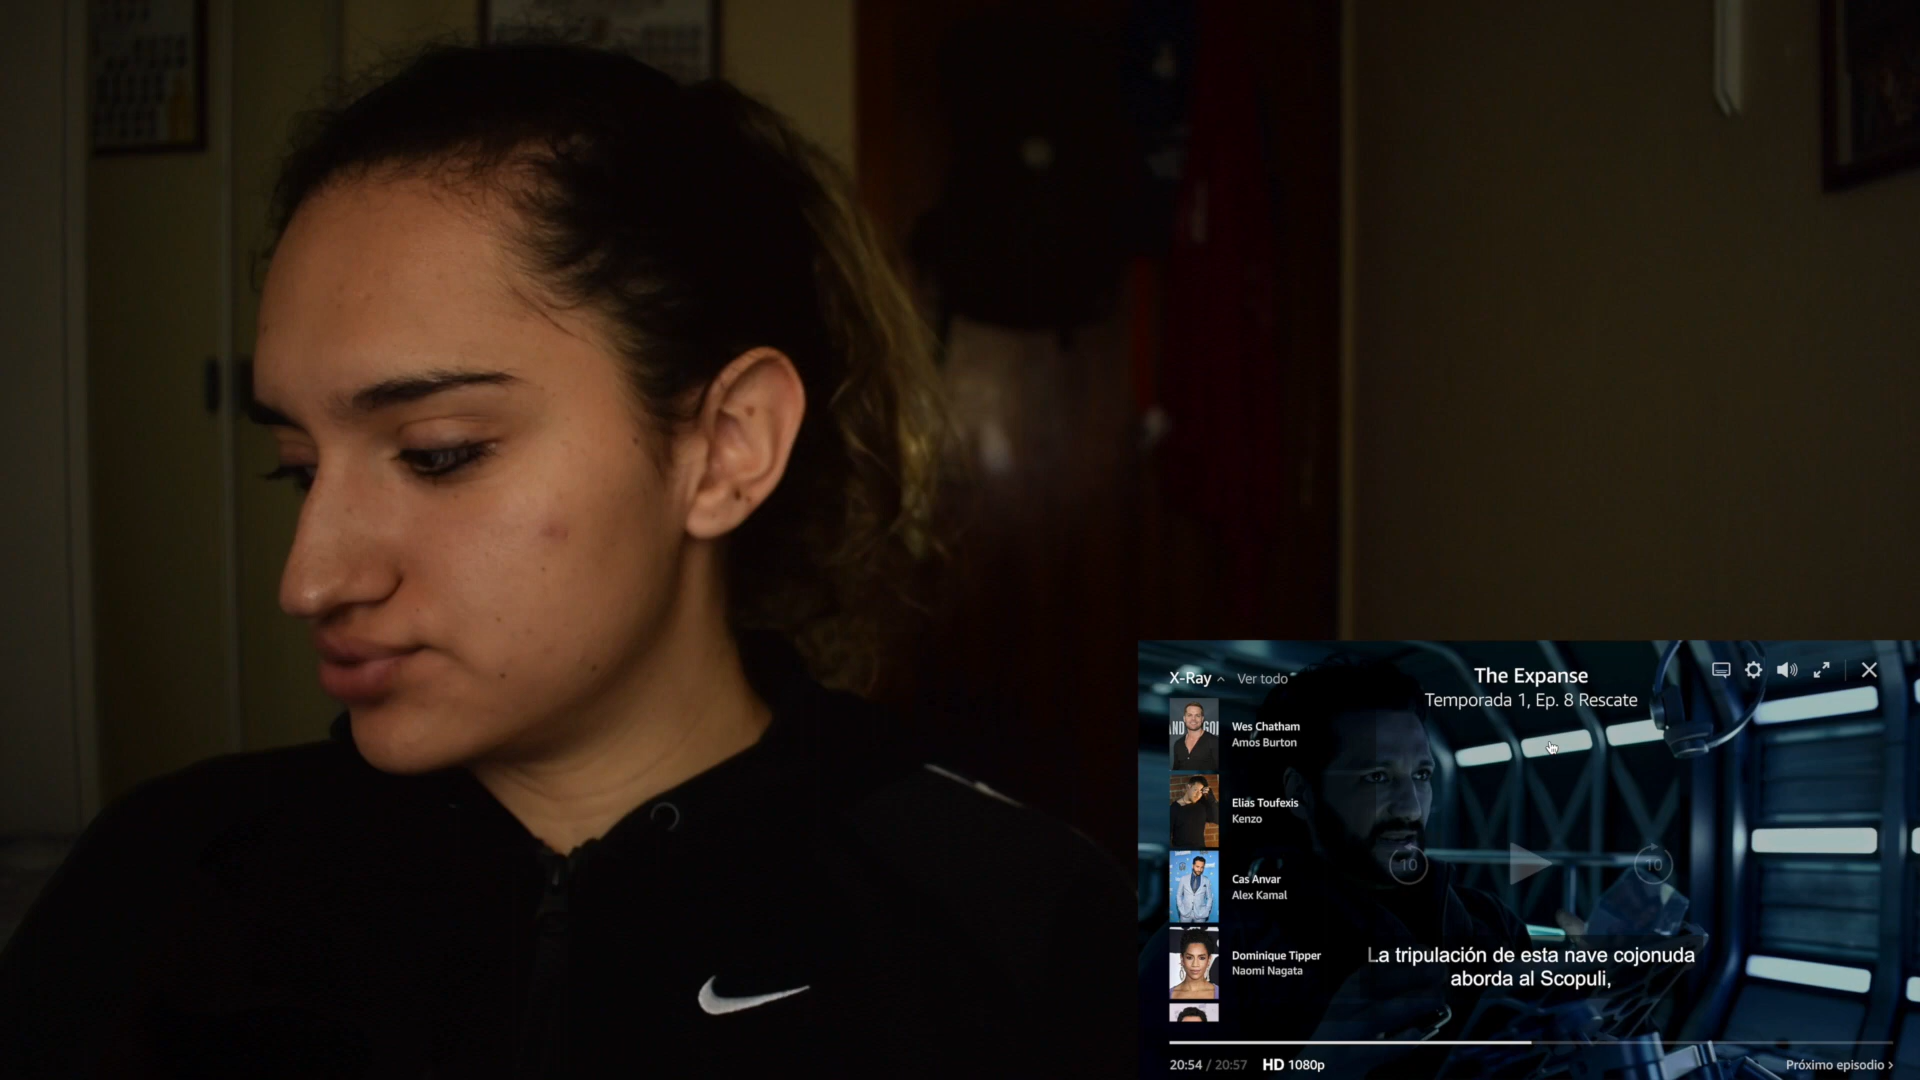 X-Ray Ver todo
The Expanse
Temporada 1, Ep. 8 Rescate
Wes Chatham
Amos Burton
Elias Toufexis
Kenzo
Cas Anvar
Alex Kamal
Dominique Tipper
Naomi Nagata
10
10
La tripulación de esta nave cojonuda
aborda al Scopuli,
20:54 / 20:57 HD 1080p
Próximo episodio